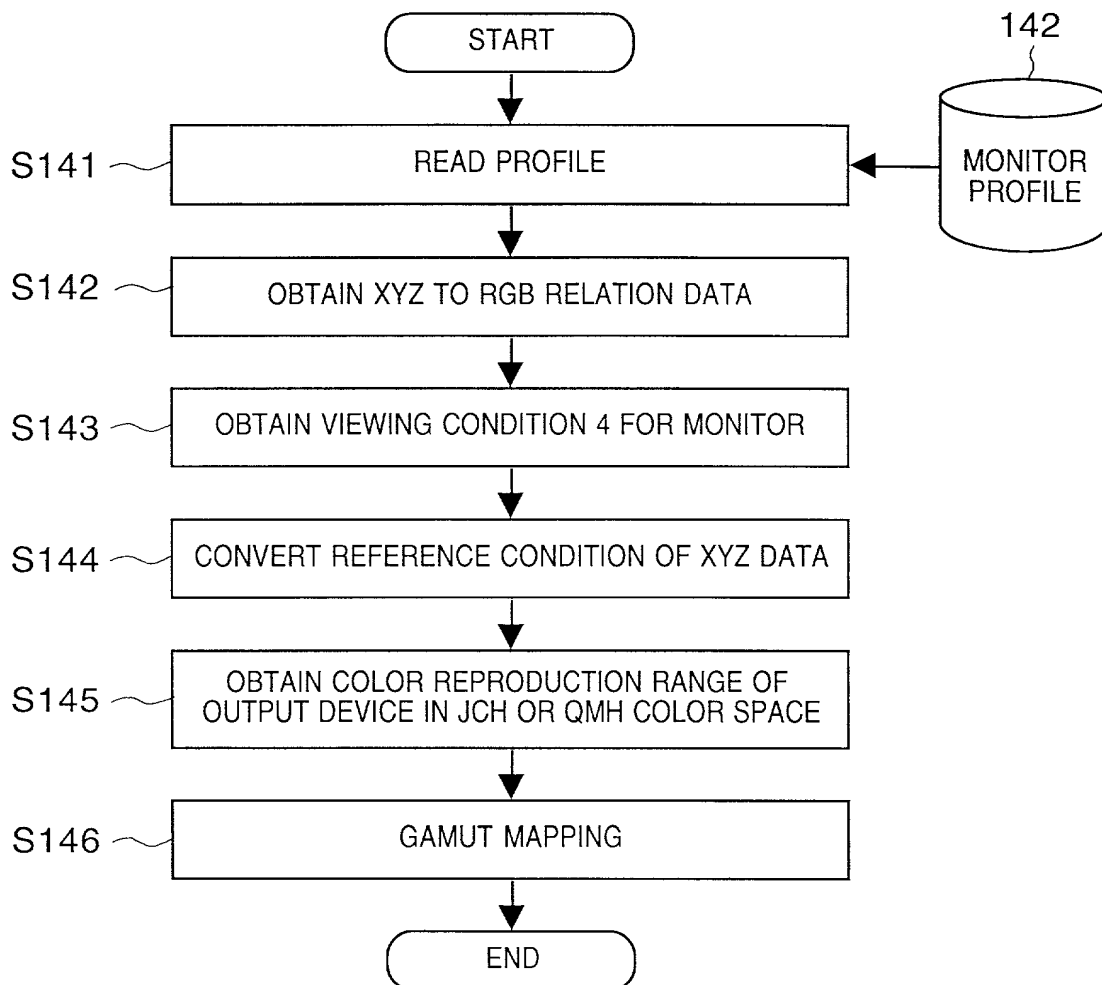 START
142
S141
READ PROFILE
MONITOR
PROFILE
S142
OBTAIN XYZ TO RGB RELATION DATA
S143
OBTAIN VIEWING CONDITION 4 FOR MONITOR
S144
CONVERT REFERENCE CONDITION OF XYZ DATA
S145
OBTAIN COLOR REPRODUCTION RANGE OF
OUTPUT DEVICE IN JCH OR QMH COLOR SPACE
S146
GAMUT MAPPING
END